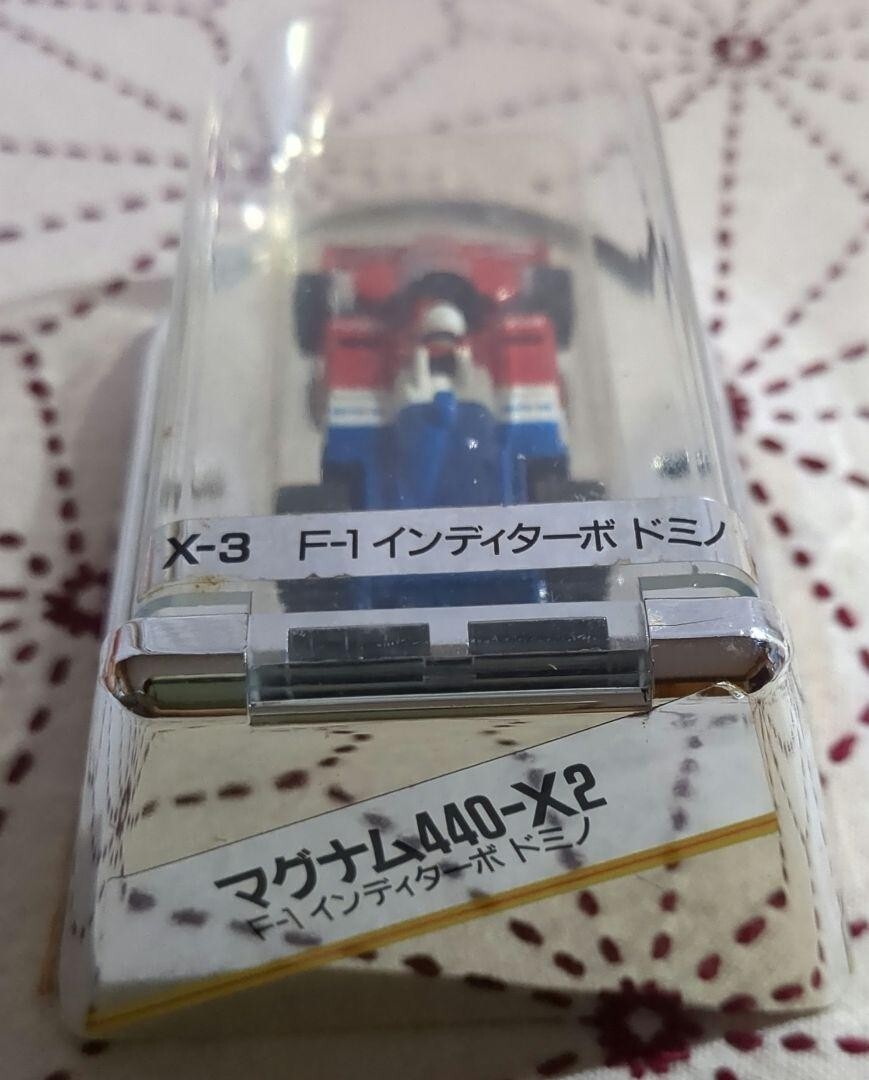 X-3 F-1 インディターボ ドミノ
マグナム440-X2
F-1 インディターボ ドミノ